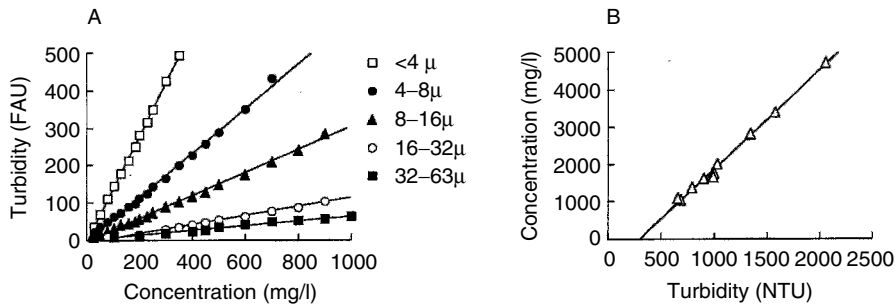 A
Turbidity (FAU)
500
400
300
200
100
0
0 200 400 600 800 1000
Concentration (mg/l)
<4 μ
4–8μ
8–16μ
16–32μ
32–63μ
B
Concentration (mg/l)
5000
4000
3000
2000
1000
0
0 500 1000 1500 2000 2500
Turbidity (NTU)